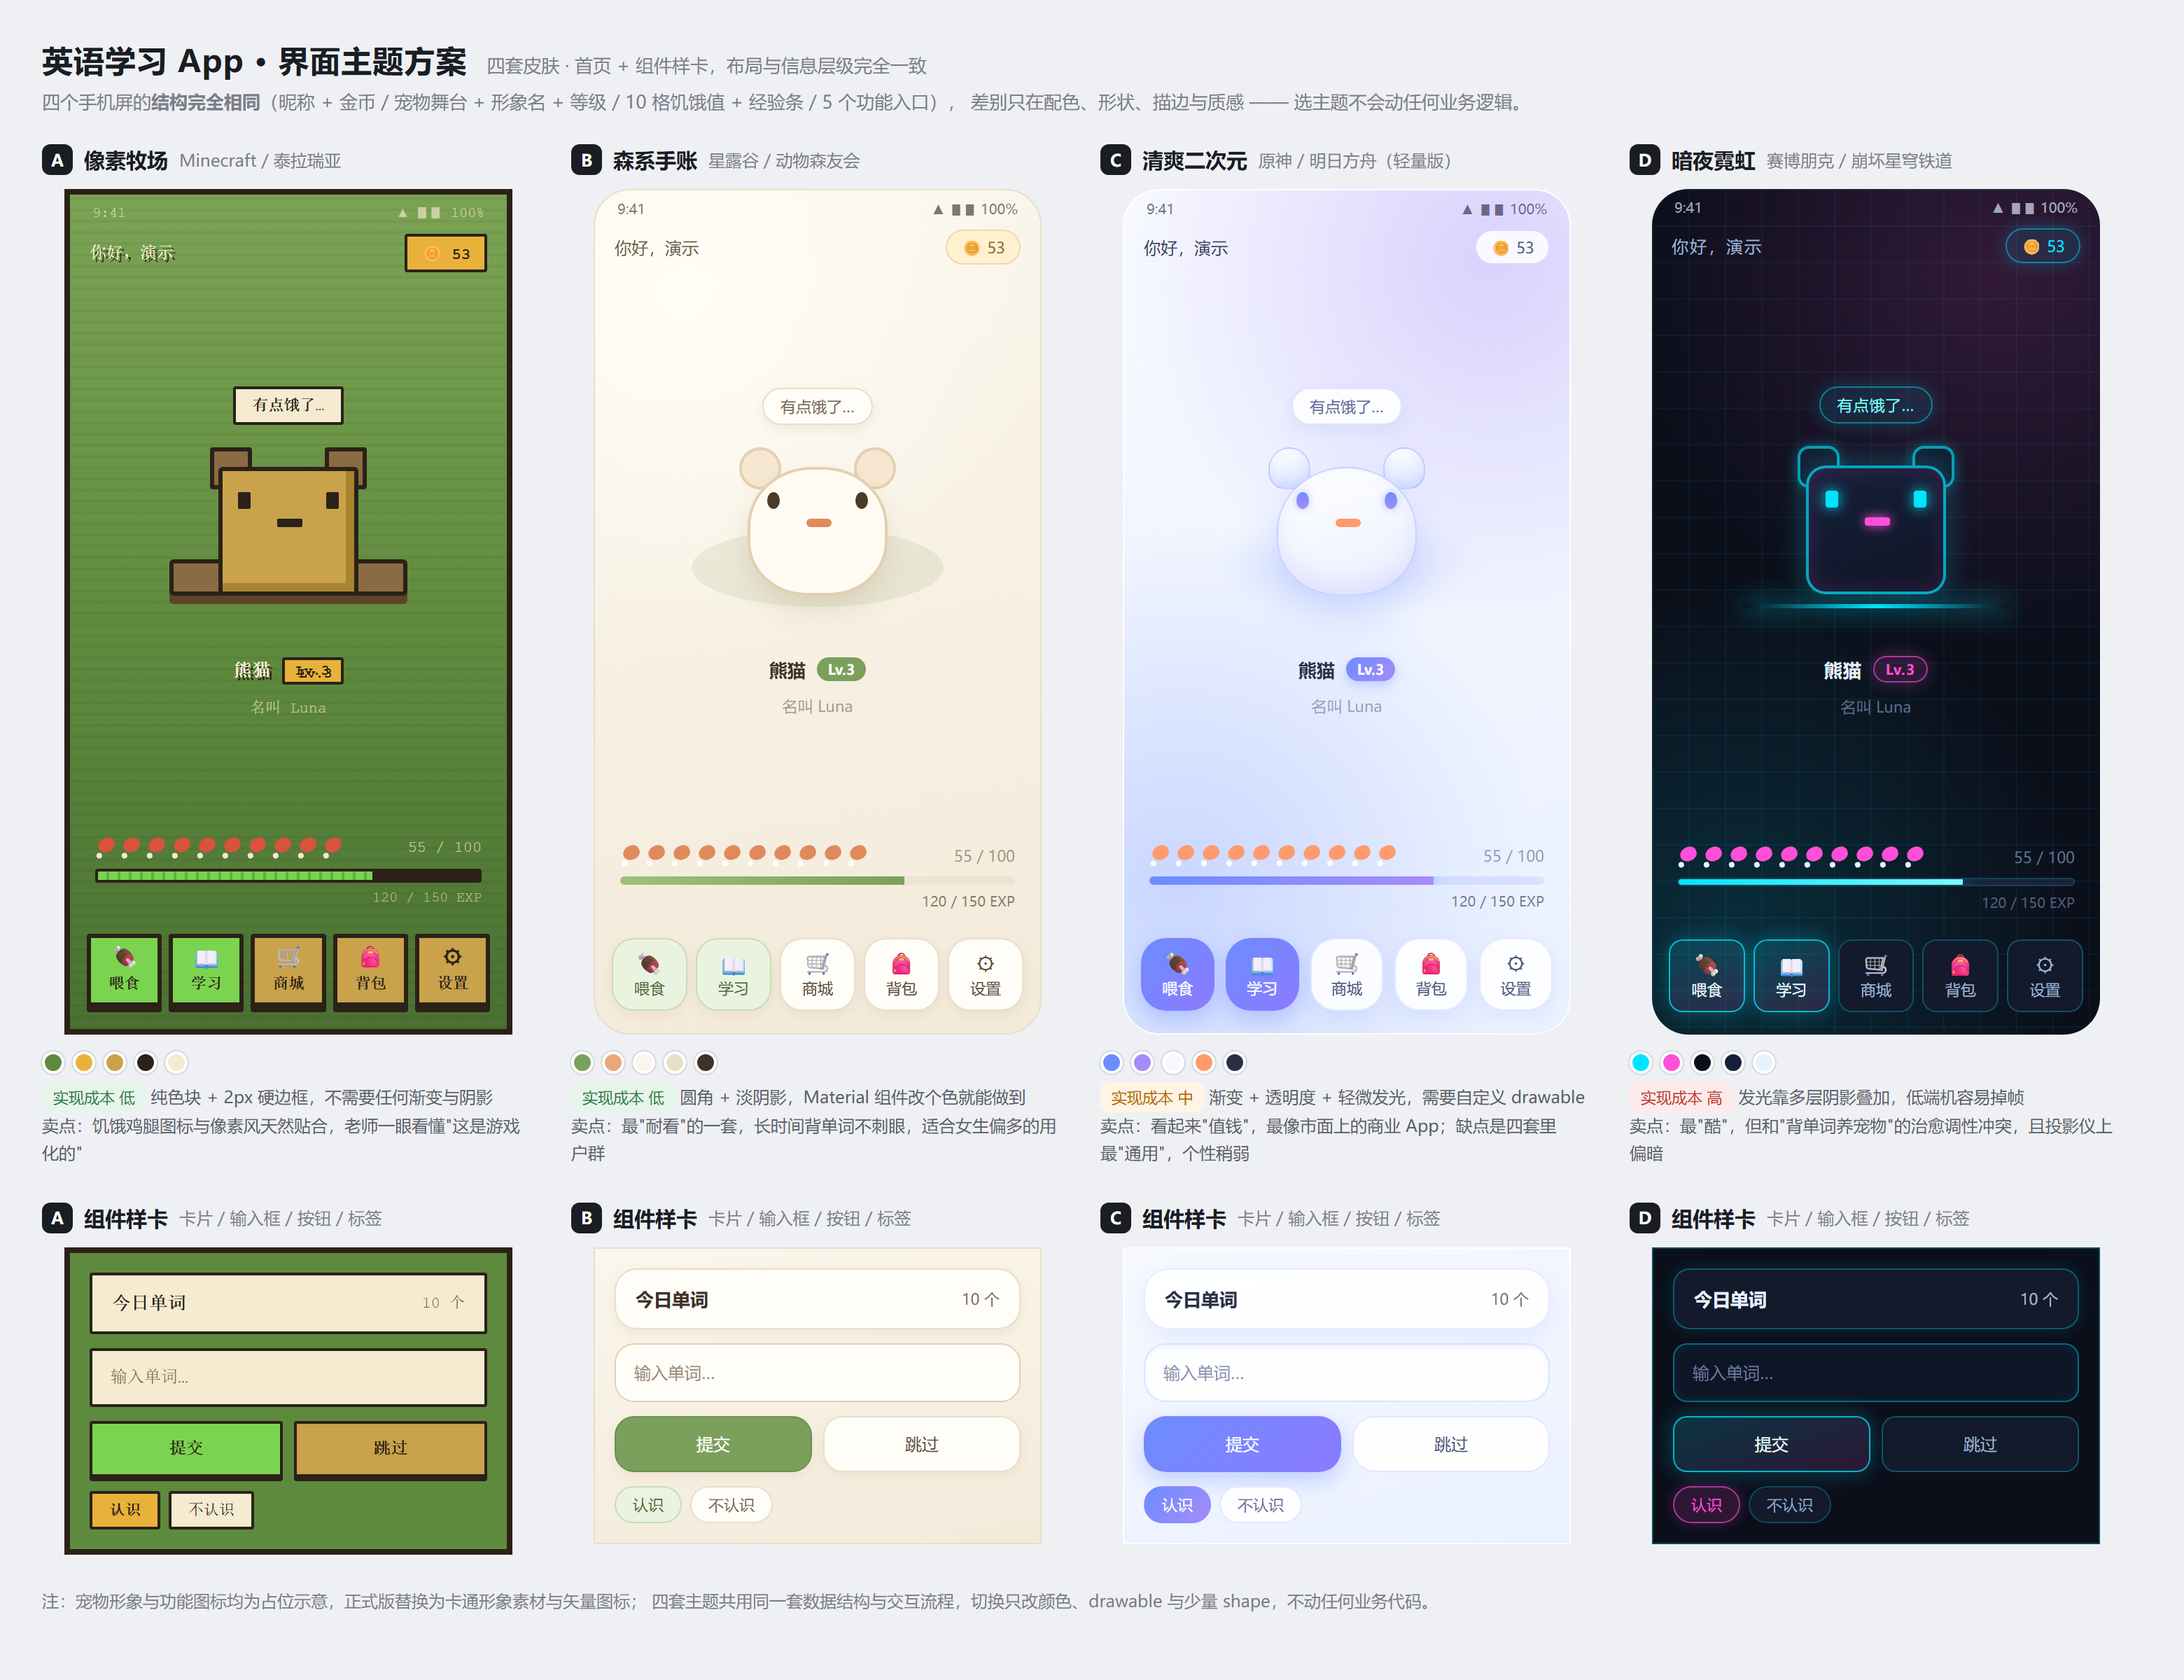 英语学习 App · 界面主题方案 四套皮肤 · 首页 + 组件样卡，布局与信息层级完全一致
四个手机屏的结构完全相同（昵称 + 金币 / 宠物舞台 + 形象名 + 等级 / 10 格饥饿值 + 经验条 / 5 个功能入口）， 差别只在配色、形状、描边与质感 —— 选主题不会动任何业务逻辑。
A 像素牧场 Minecraft / 泰拉瑞亚
9:41 ▲ ▇ ▇ 100%
你好，演示 53
有点饿了…
熊猫 Lv.3
名叫 Luna
55 / 100
120 / 150 EXP
喂食 学习 商城 背包 设置
实现成本 低 纯色块 + 2px 硬边框，不需要任何渐变与阴影
卖点：饥饿鸡腿图标与像素风天然贴合，老师一眼看懂"这是游戏
化的"
B 森系手账 星露谷 / 动物森友会
9:41 ▲ ▇ ▇ 100%
你好，演示 53
有点饿了…
熊猫 Lv.3
名叫 Luna
55 / 100
120 / 150 EXP
喂食 学习 商城 背包 设置
实现成本 低 圆角 + 淡阴影，Material 组件改个色就能做到
卖点：最"耐看"的一套，长时间背单词不刺眼，适合女生偏多的用
户群
C 清爽二次元 原神 / 明日方舟（轻量版）
9:41 ▲ ▇ ▇ 100%
你好，演示 53
有点饿了…
熊猫 Lv.3
名叫 Luna
55 / 100
120 / 150 EXP
喂食 学习 商城 背包 设置
实现成本 中 渐变 + 透明度 + 轻微发光，需要自定义 drawable
卖点：看起来"值钱"，最像市面上的商业 App；缺点是四套里
最"通用"，个性稍弱
D 暗夜霓虹 赛博朋克 / 崩坏星穹铁道
9:41 ▲ ▇ ▇ 100%
你好，演示 53
有点饿了…
熊猫 Lv.3
名叫 Luna
55 / 100
120 / 150 EXP
喂食 学习 商城 背包 设置
实现成本 高 发光靠多层阴影叠加，低端机容易掉帧
卖点：最"酷"，但和"背单词养宠物"的治愈调性冲突，且投影仪上
偏暗
A 组件样卡 卡片 / 输入框 / 按钮 / 标签
今日单词 10 个
输入单词…
提交 跳过
认识 不认识
B 组件样卡 卡片 / 输入框 / 按钮 / 标签
今日单词 10 个
输入单词…
提交 跳过
认识 不认识
C 组件样卡 卡片 / 输入框 / 按钮 / 标签
今日单词 10 个
输入单词…
提交 跳过
认识 不认识
D 组件样卡 卡片 / 输入框 / 按钮 / 标签
今日单词 10 个
输入单词…
提交 跳过
认识 不认识
注：宠物形象与功能图标均为占位示意，正式版替换为卡通形象素材与矢量图标； 四套主题共用同一套数据结构与交互流程，切换只改颜色、drawable 与少量 shape，不动任何业务代码。